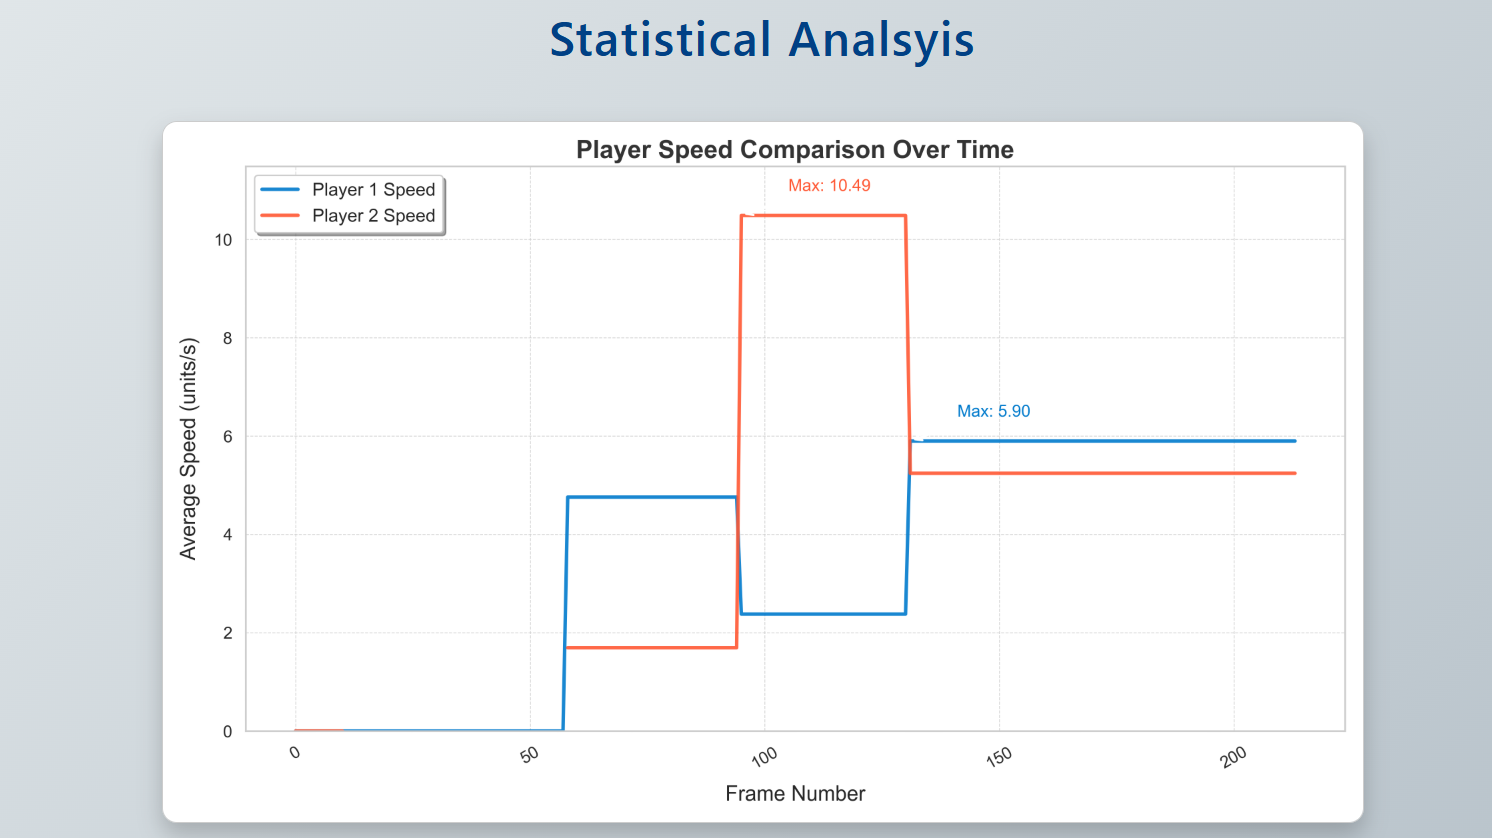 Statistical Analsyis
Player Speed Comparison Over Time
Player 1 Speed
Player 2 Speed
Max: 10.49
Max: 5.90
10
8
6
4
2
0
Average Speed (units/s)
0
50
100
150
200
Frame Number